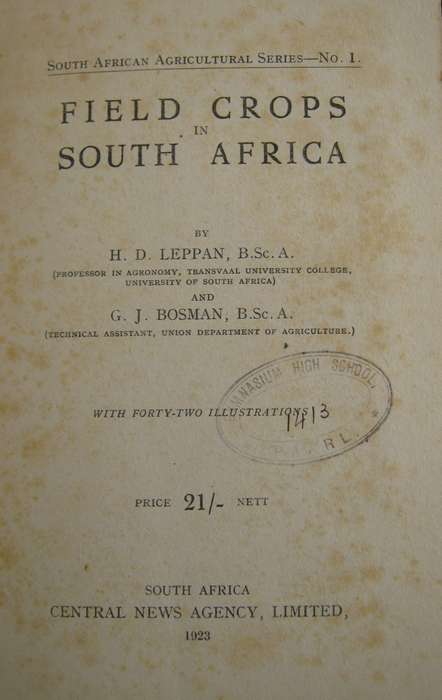 SOUTH AFRICAN AGRICULTURAL SERIES—No. 1.
FIELD CROPS
IN
SOUTH AFRICA
BY
H. D. LEPPAN, B.Sc. A.
(PROFESSOR IN AGRONOMY, TRANSVAAL UNIVERSITY COLLEGE,
UNIVERSITY OF SOUTH AFRICA)
AND
G. J. BOSMAN, B.Sc. A.
(TECHNICAL ASSISTANT, UNION DEPARTMENT OF AGRICULTURE.)
HIGH SCHOOL,
WITH FORTY-TWO ILLUSTRATIONS
1413
PRICE 21/- NETT
SOUTH AFRICA
CENTRAL NEWS AGENCY, LIMITED,
1923